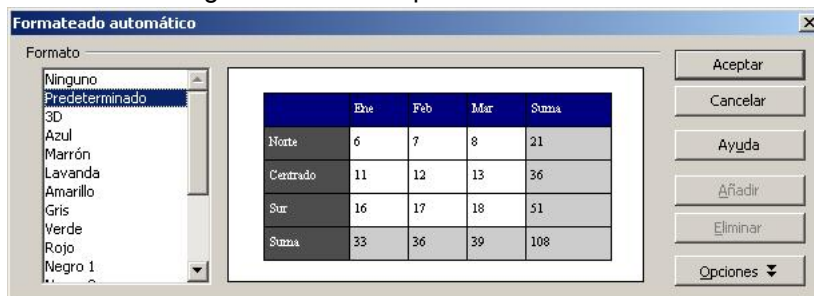 Formateado automático
Formato
Ninguno
Predeterminado
3D
Azul
Marrón
Lavanda
Amarillo
Gris
Verde
Rojo
Negro 1
Ene Feb Mar Suma
Norte 6 7 8 21
Centrado 11 12 13 36
Sur 16 17 18 51
Suma 33 36 39 108
Aceptar
Cancelar
Ayuda
Añadir
Eliminar
Opciones